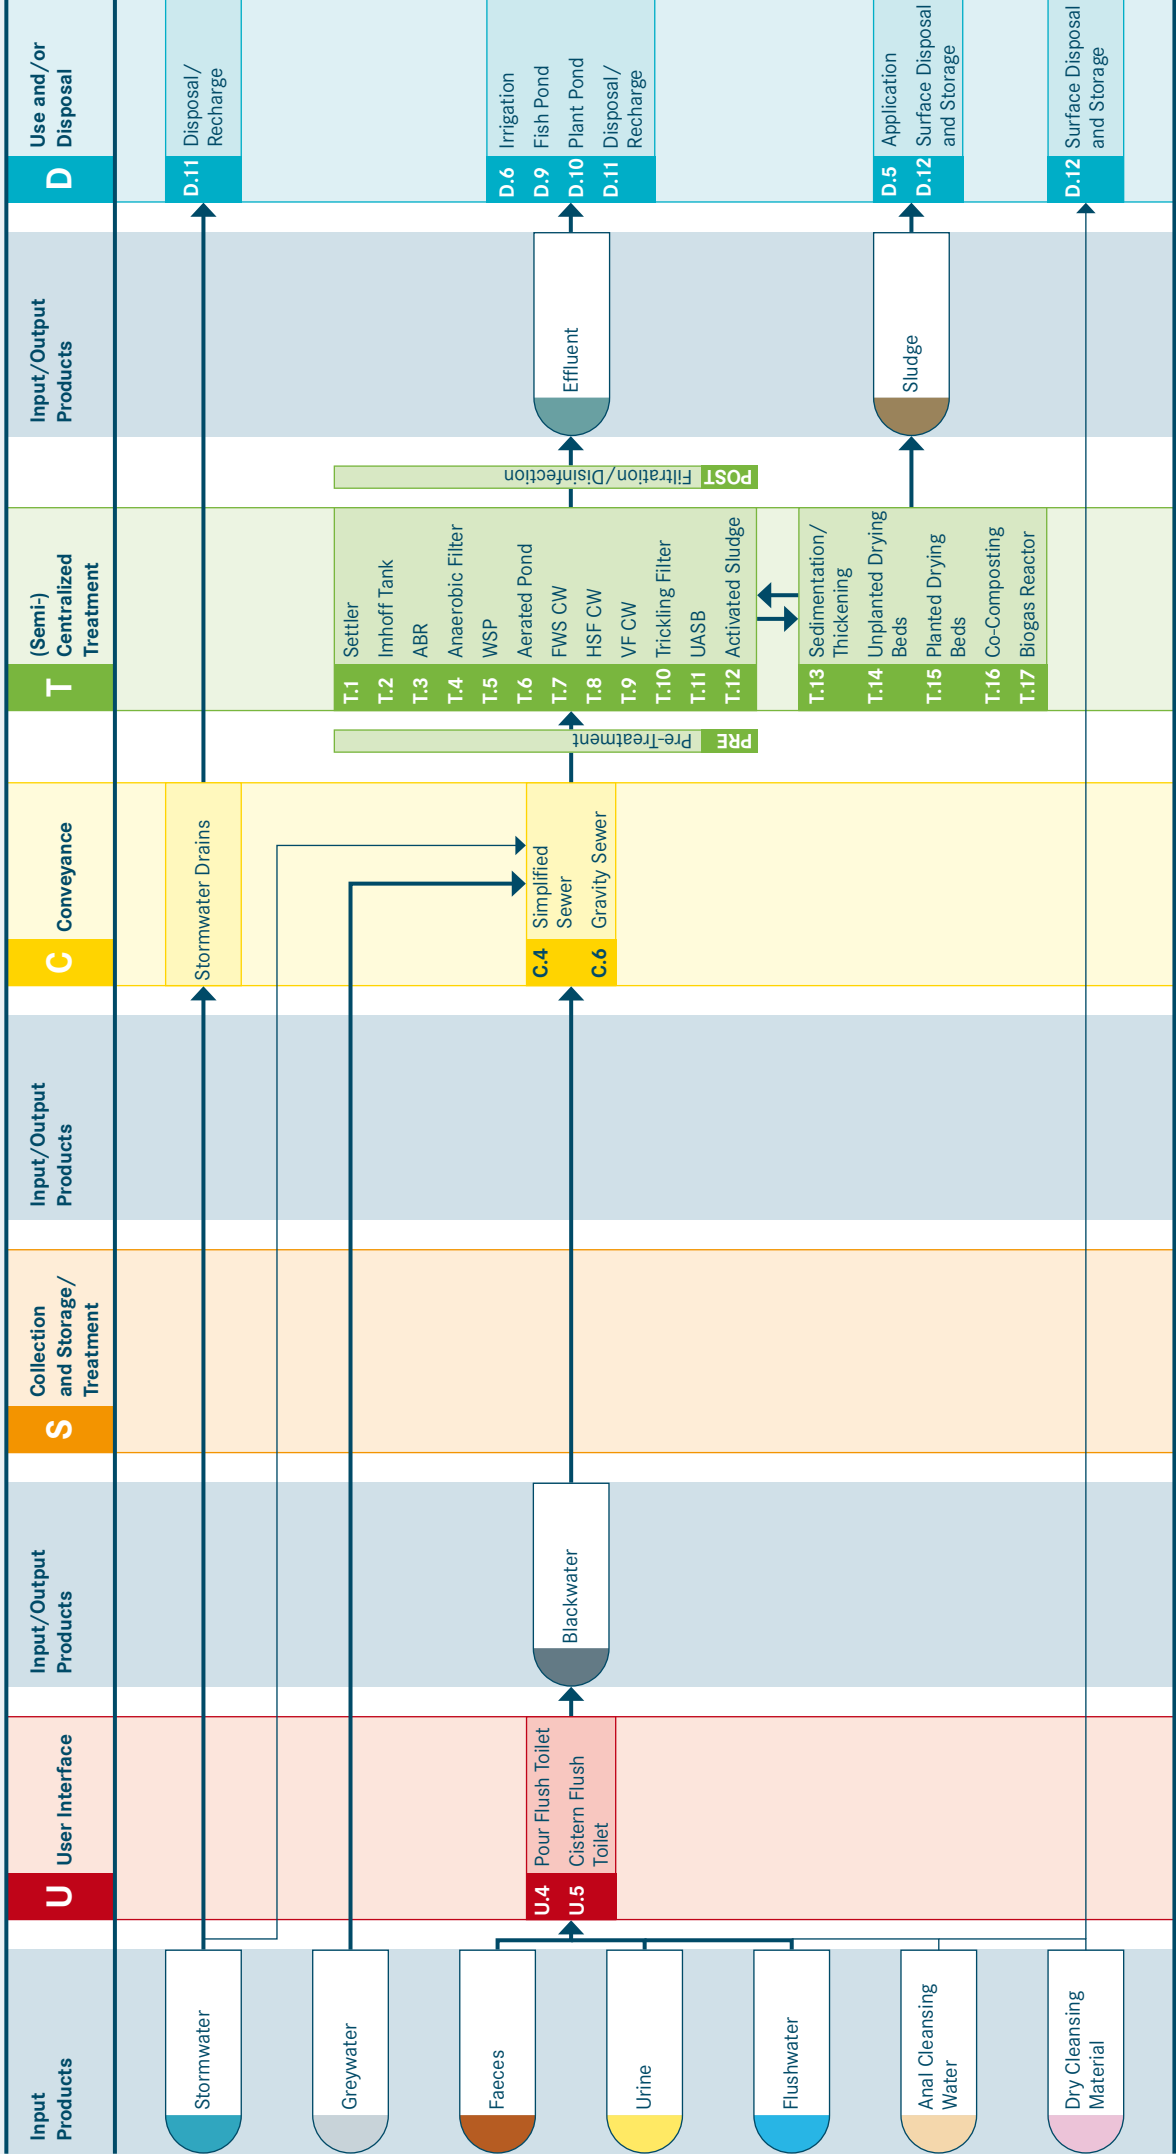 Input
Products
U
User Interface
Input/Output
Products
S
Collection
and Storage/
Treatment
Input/Output
Products
C
Conveyance
T
(Semi-)
Centralized
Treatment
Input/Output
Products
D
Use and/or
Disposal
Stormwater
Stormwater Drains
D.11
Disposal/
Recharge
Greywater
Faeces
Urine
Flushwater
Anal Cleansing
Water
Dry Cleansing
Material
U.4 Pour Flush Toilet
U.5 Cistern Flush
Toilet
Blackwater
C.4 Simplified
Sewer
C.6 Gravity Sewer
PRE Pre-Treatment
T.1 Settler
T.2 Imhoff Tank
T.3 ABR
T.4 Anaerobic Filter
T.5 WSP
T.6 Aerated Pond
T.7 FWS CW
T.8 HSF CW
T.9 VF CW
T.10 Trickling Filter
T.11 UASB
T.12 Activated Sludge
T.13 Sedimentation/
Thickening
T.14 Unplanted Drying
Beds
T.15 Planted Drying
Beds
T.16 Co-Composting
T.17 Biogas Reactor
POST Filtration/Disinfection
Effluent
Sludge
D.6 Irrigation
D.9 Fish Pond
D.10 Plant Pond
D.11 Disposal/
Recharge
D.5 Application
D.12 Surface Disposal
and Storage
D.12 Surface Disposal
and Storage